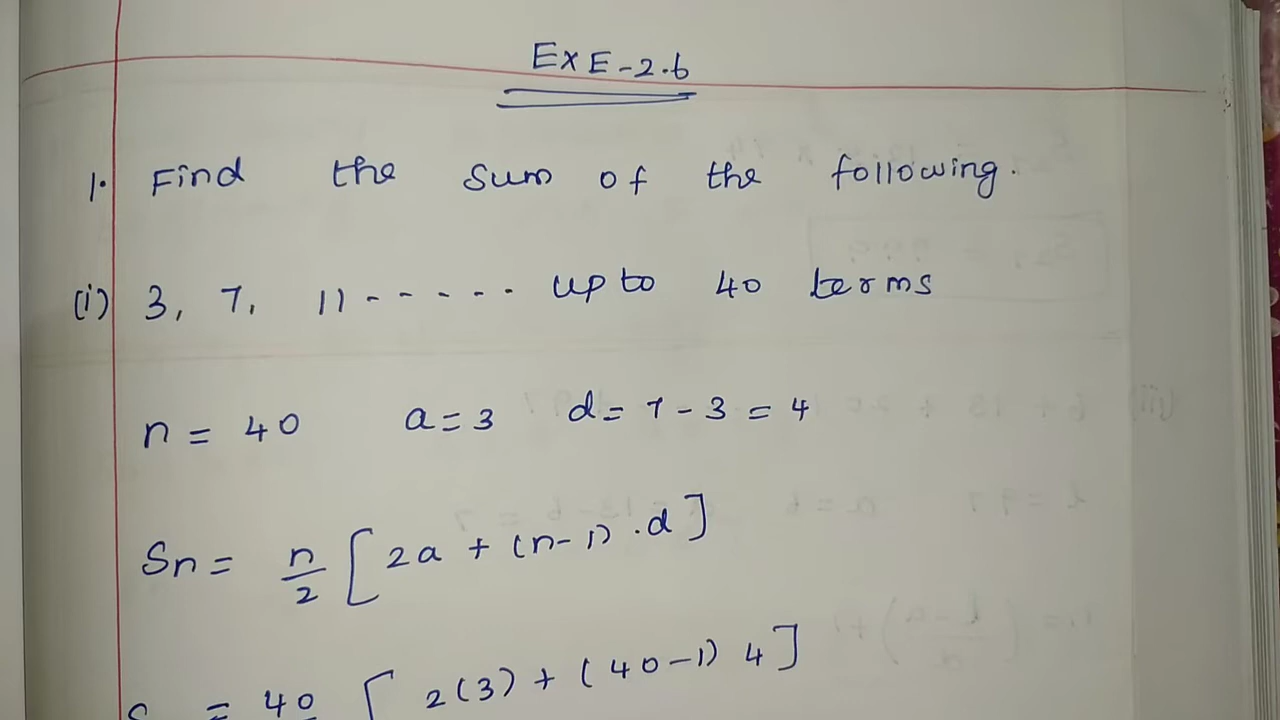 EXE-2.6
1. Find the sum of the following.
(i) 3, 7, 11 ------ up to 40 terms
n = 40 a = 3 d = 7 - 3 = 4
Sn = n/2 [2a + (n-1) .d]
= 40 [2(3) + (40-1) 4]